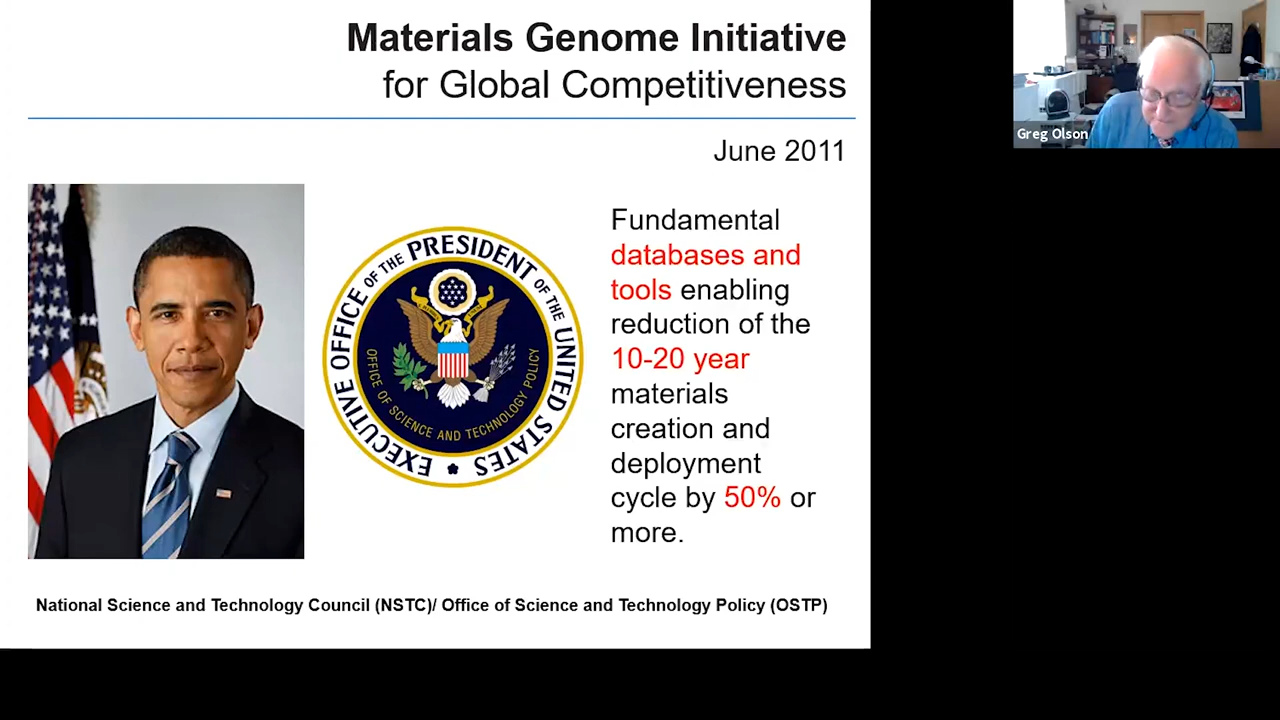 Materials Genome Initiative
for Global Competitiveness
June 2011
EXECUTIVE OFFICE OF THE PRESIDENT OF THE UNITED STATES
OFFICE OF SCIENCE AND TECHNOLOGY POLICY
Fundamental
databases and
tools enabling
reduction of the
10-20 year
materials
creation and
deployment
cycle by 50% or
more.
National Science and Technology Council (NSTC)/ Office of Science and Technology Policy (OSTP)
Greg Olson